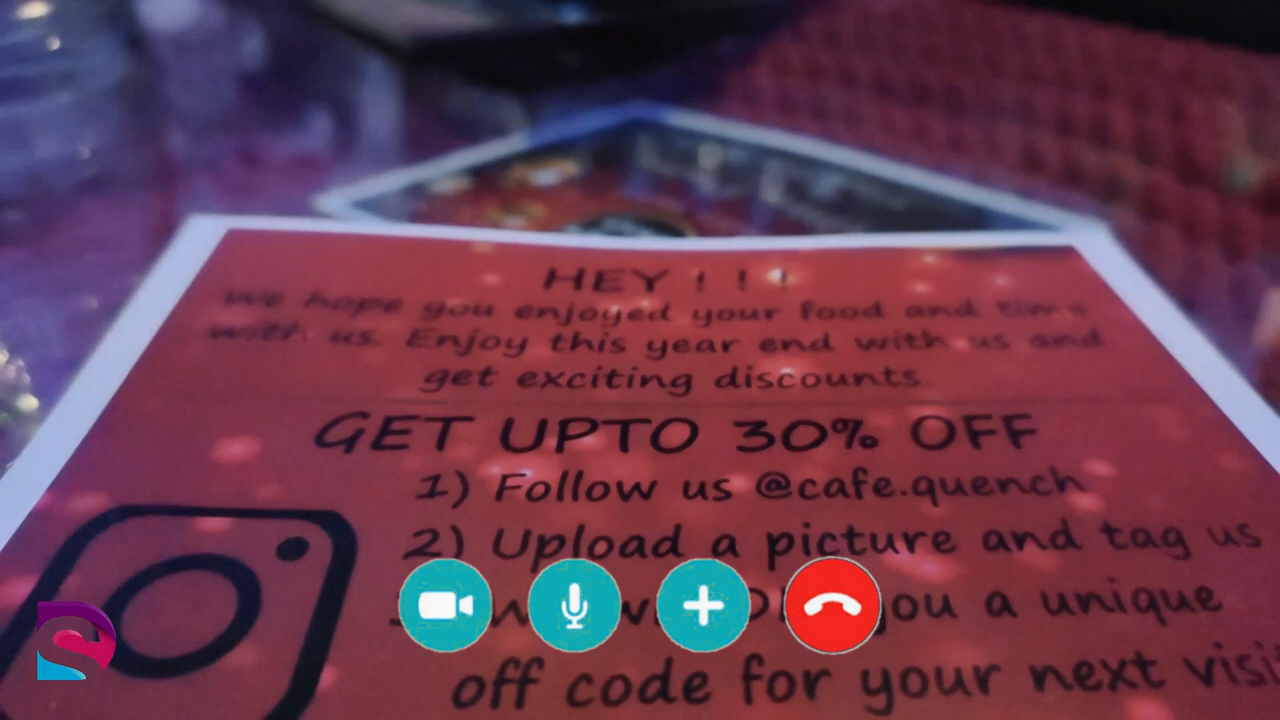 HEY ! ! !
We hope you enjoyed your food and time
with us. Enjoy this year end with us and
get exciting discounts
GET UPTO 30% OFF
1) Follow us @cafe.quench
2) Upload a picture and tag us
you a unique
off code for your next visit